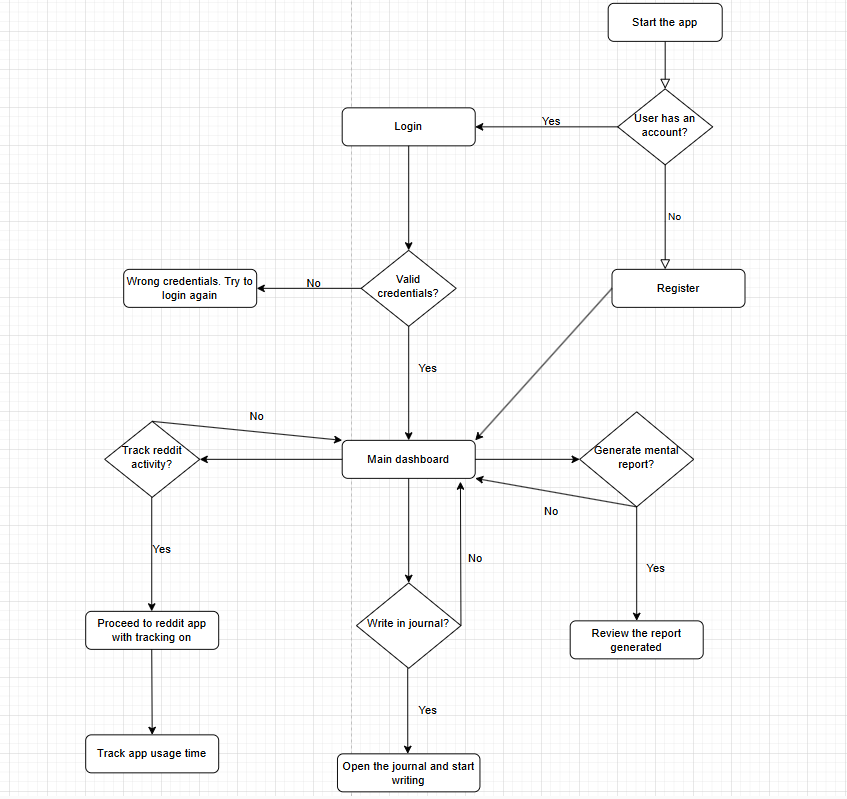 Start the app
User has an
account?
Yes
Login
No
Register
Valid
credentials?
No
Wrong credentials. Try to
login again
Yes
No
Track reddit
activity?
Main dashboard
Generate mental
report?
No
Yes
No
Yes
Proceed to reddit app
with tracking on
Write in journal?
Review the report
generated
Yes
Track app usage time
Open the journal and start
writing